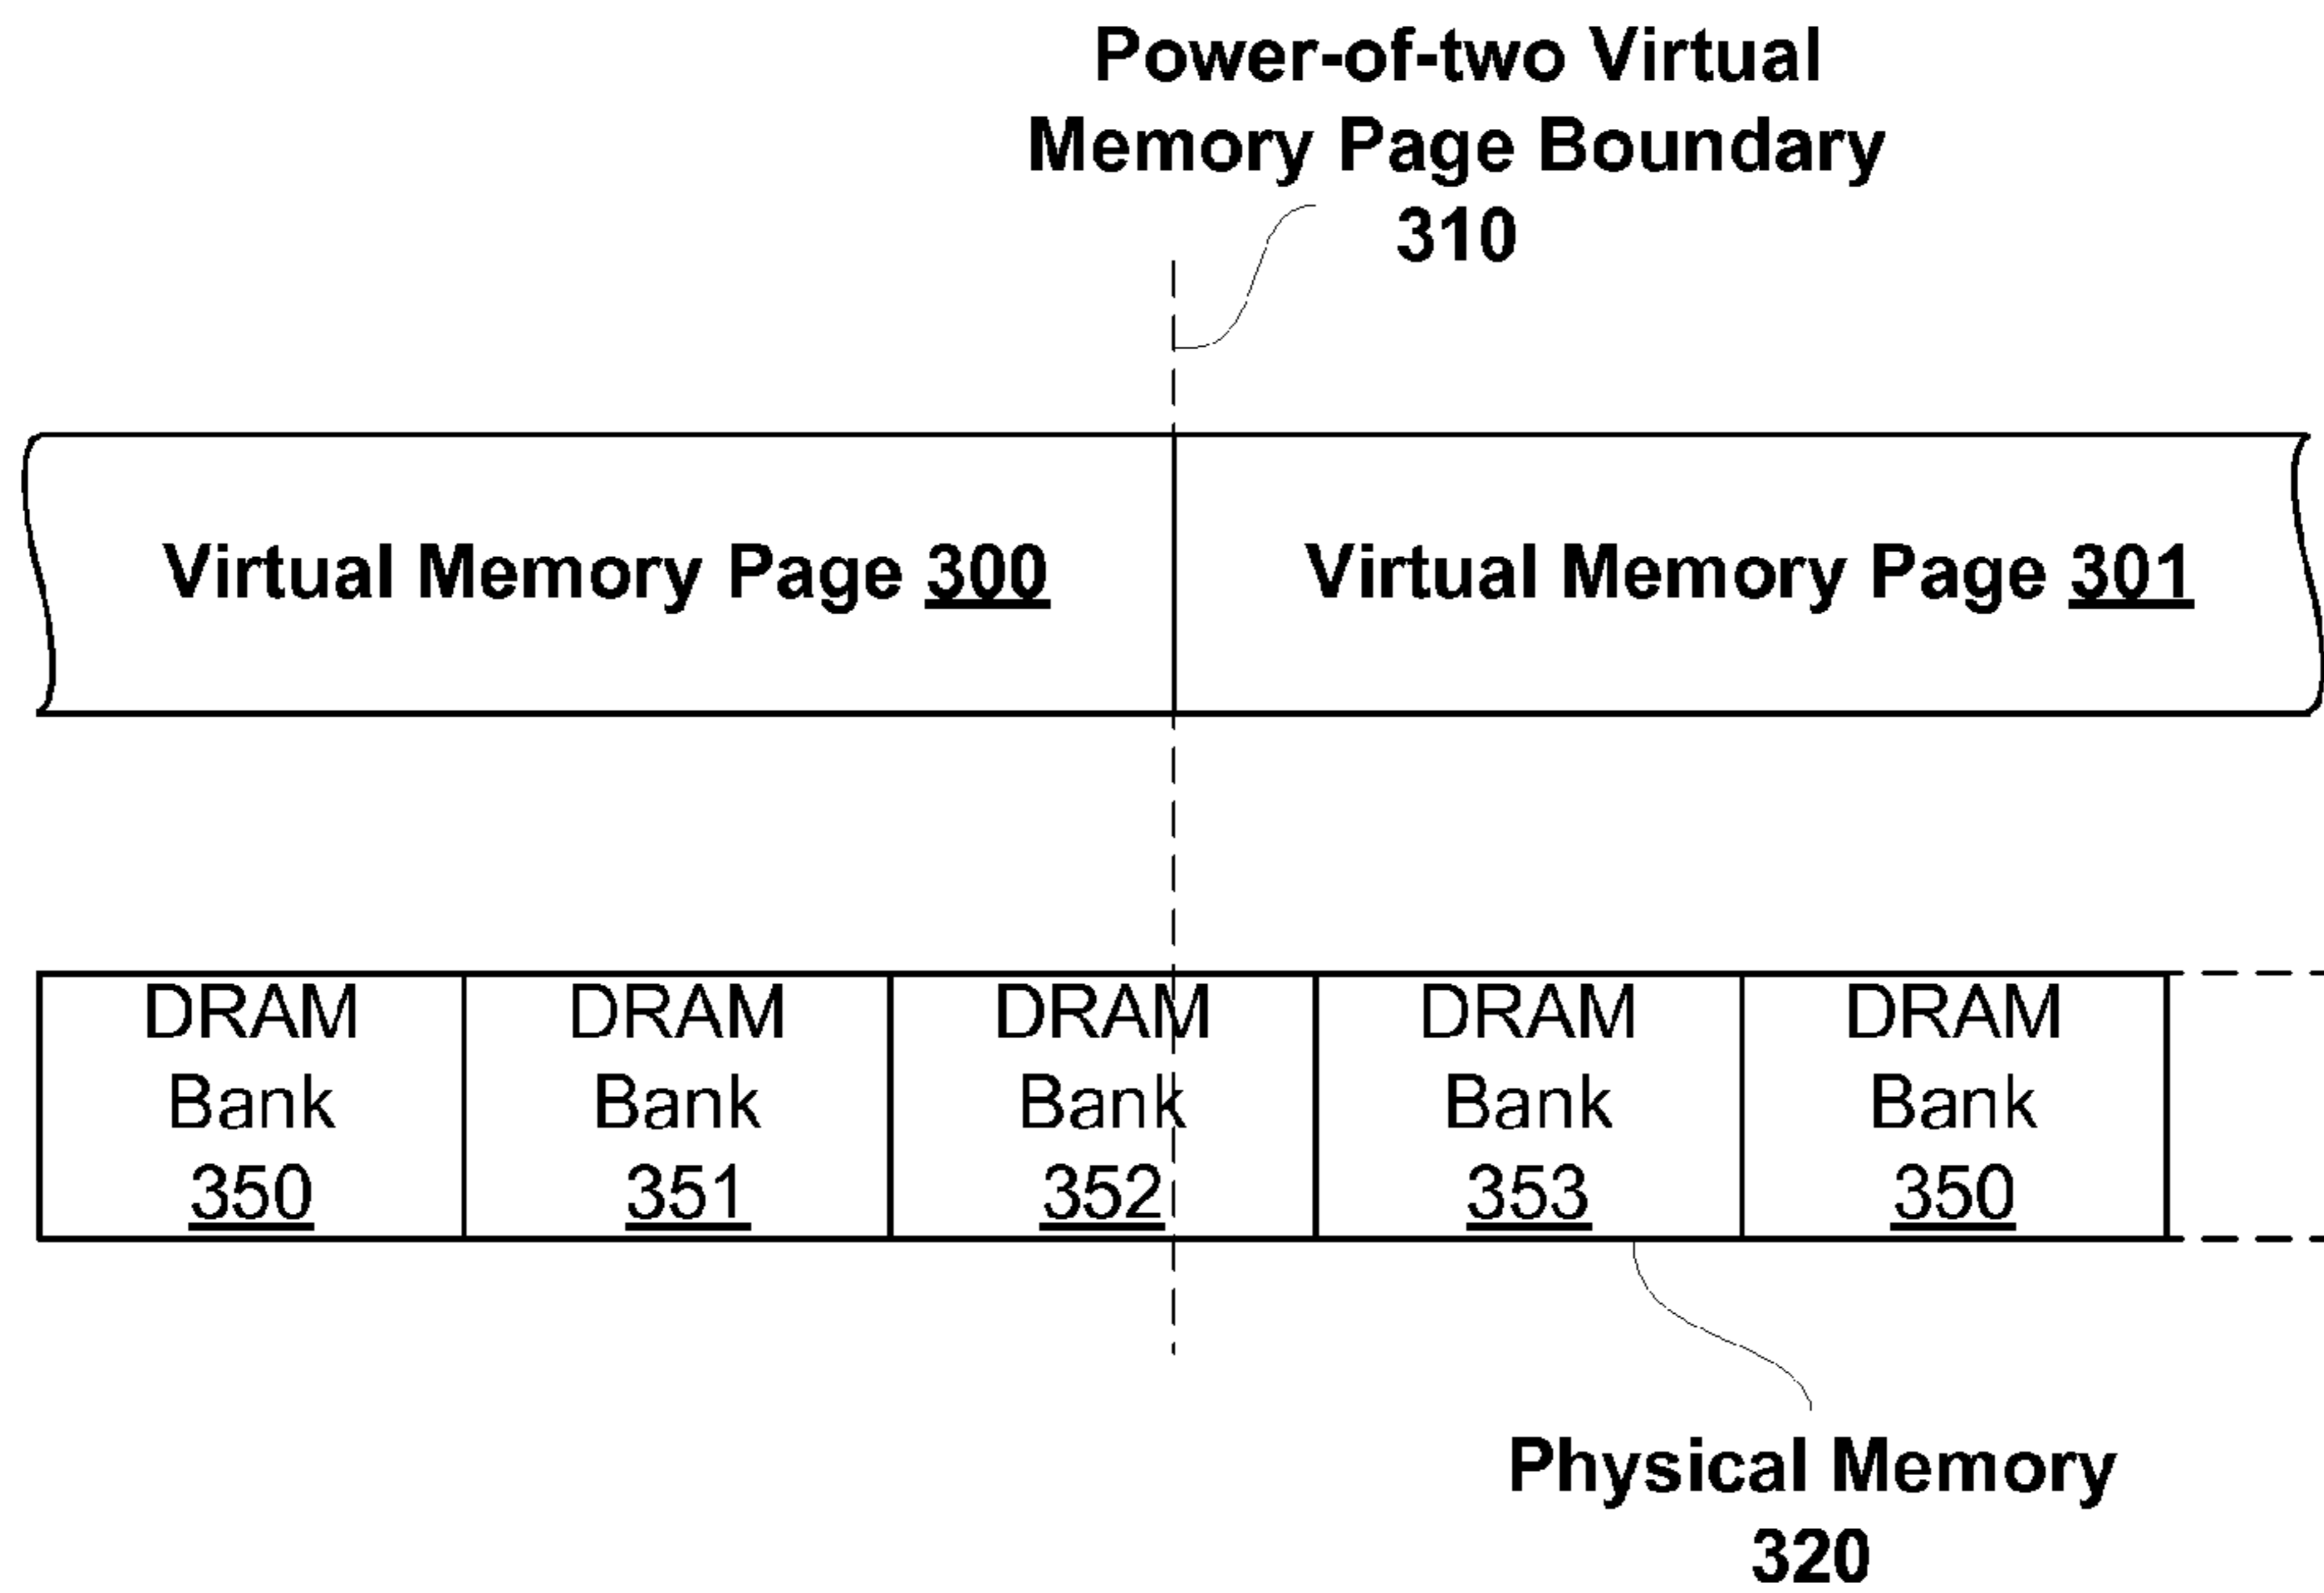 Power-of-two Virtual
Memory Page Boundary
310
Virtual Memory Page 300
Virtual Memory Page 301
DRAM
Bank
350
DRAM
Bank
351
DRAM
Bank
352
DRAM
Bank
353
DRAM
Bank
350
Physical Memory
320